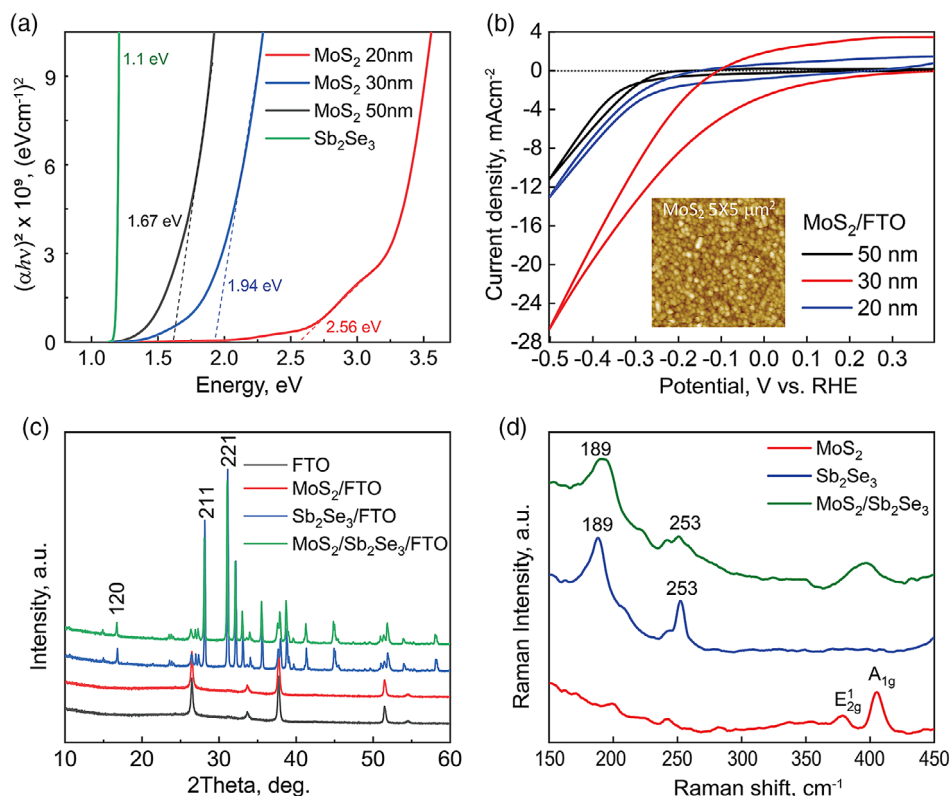 (a)
(αhν)² x 10⁹, (eVcm⁻¹)²
9
6
3
0
1.0 1.5 2.0 2.5 3.0 3.5
Energy, eV
1.1 eV
1.67 eV
1.94 eV
2.56 eV
MoS₂ 20nm
MoS₂ 30nm
MoS₂ 50nm
Sb₂Se₃
(b)
Current density, mAcm⁻²
4
0
-4
-8
-12
-16
-20
-24
-28
-0.5 -0.4 -0.3 -0.2 -0.1 0.0 0.1 0.2 0.3
Potential, V vs. RHE
MoS₂ 5X5 µm²
MoS₂/FTO
50 nm
30 nm
20 nm
(c)
Intensity, a.u.
120
211
221
FTO
MoS₂/FTO
Sb₂Se₃/FTO
MoS₂/Sb₂Se₃/FTO
10 20 30 40 50 60
2Theta, deg.
(d)
Raman Intensity, a.u.
189
253
189
253
E¹₂g
A₁g
MoS₂
Sb₂Se₃
MoS₂/Sb₂Se₃
150 200 250 300 350 400 450
Raman shift, cm⁻¹